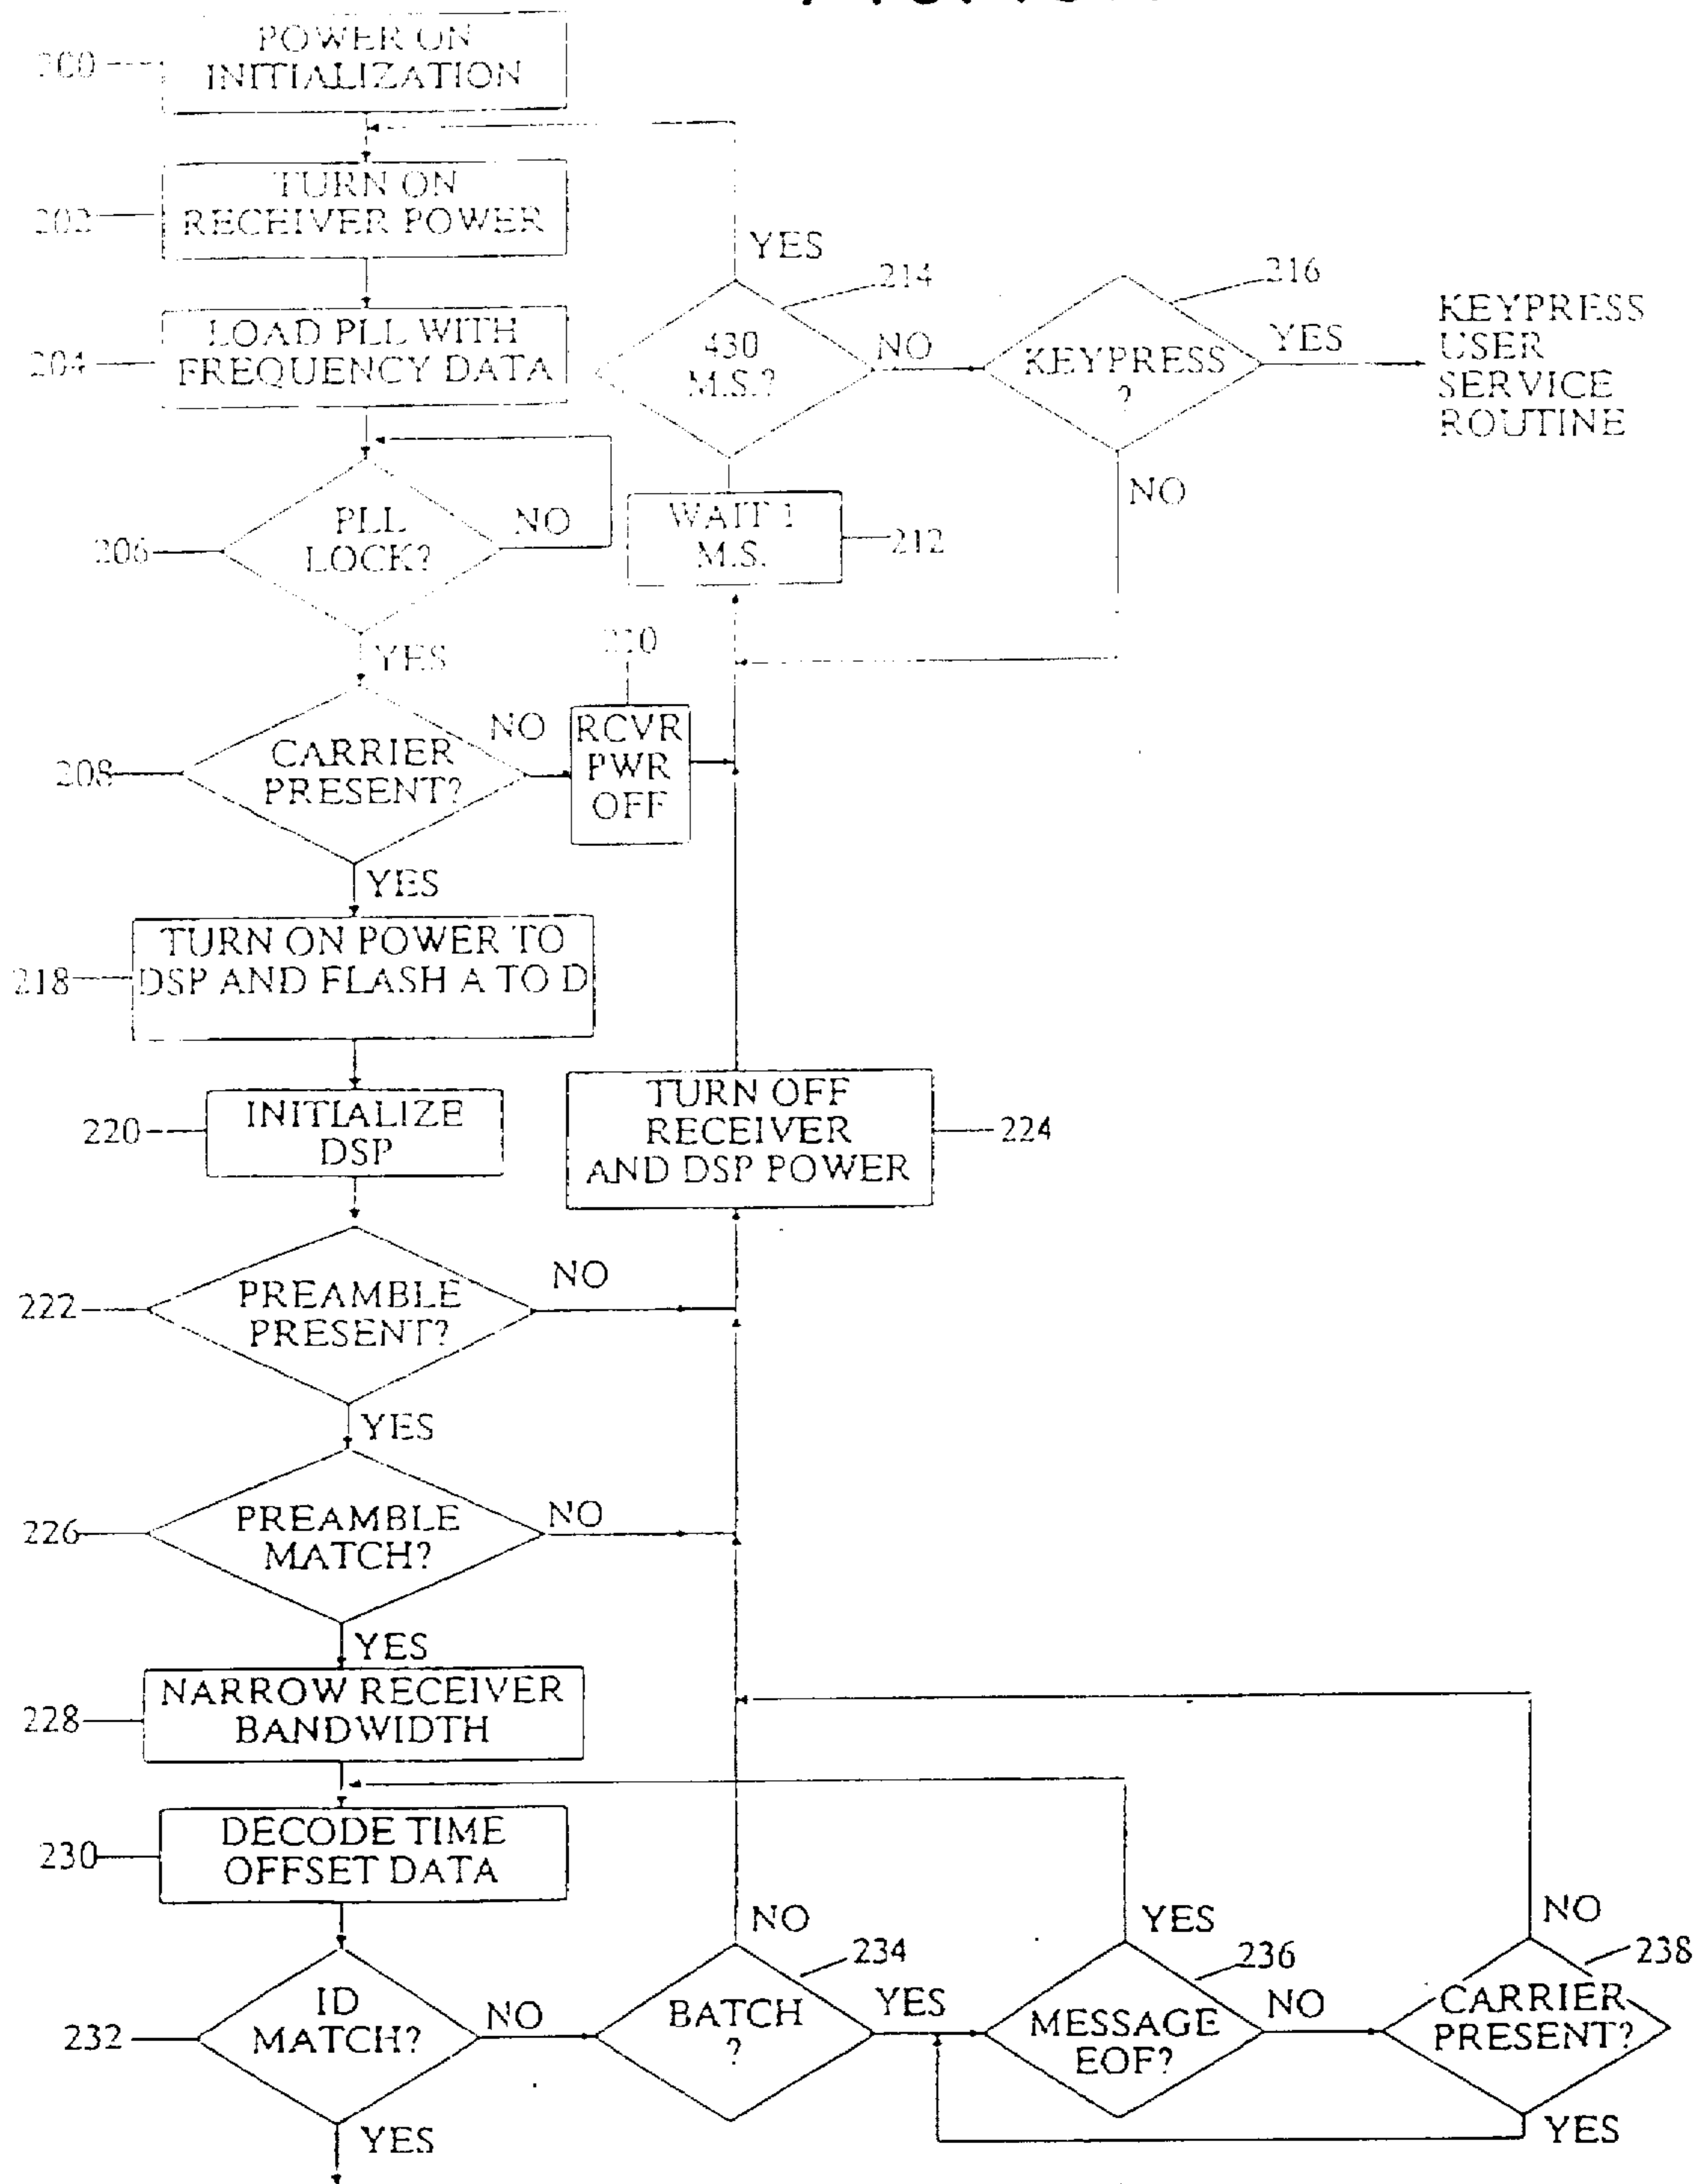 POWER ON
INITIALIZATION
TURN ON
RECEIVER POWER
202
YES
214
216
LOAD PLL WITH
FREQUENCY DATA
204
430
M.S.?
NO
KEYPRESS
?
YES
KEYPRESS
USER
SERVICE
ROUTINE
PLL
LOCK?
NO
206
WAIT 1
M.S.
212
NO
YES
CARRIER
PRESENT?
208
NO
RCVR
PWR
OFF
YES
TURN ON POWER TO
DSP AND FLASH A TO D
218
INITIALIZE
DSP
220
TURN OFF
RECEIVER
AND DSP POWER
224
PREAMBLE
PRESENT?
222
NO
YES
PREAMBLE
MATCH?
226
NO
YES
NARROW RECEIVER
BANDWIDTH
228
DECODE TIME
OFFSET DATA
230
NO
234
YES
236
NO
238
ID
MATCH?
232
NO
BATCH
?
YES
MESSAGE
EOF?
NO
CARRIER
PRESENT?
YES
YES